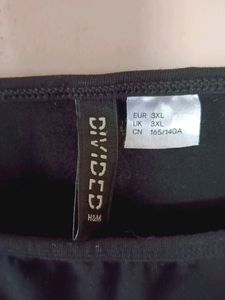 DIVIDED
H&M
EUR 3XL
UK 3XL
CN 165/140A